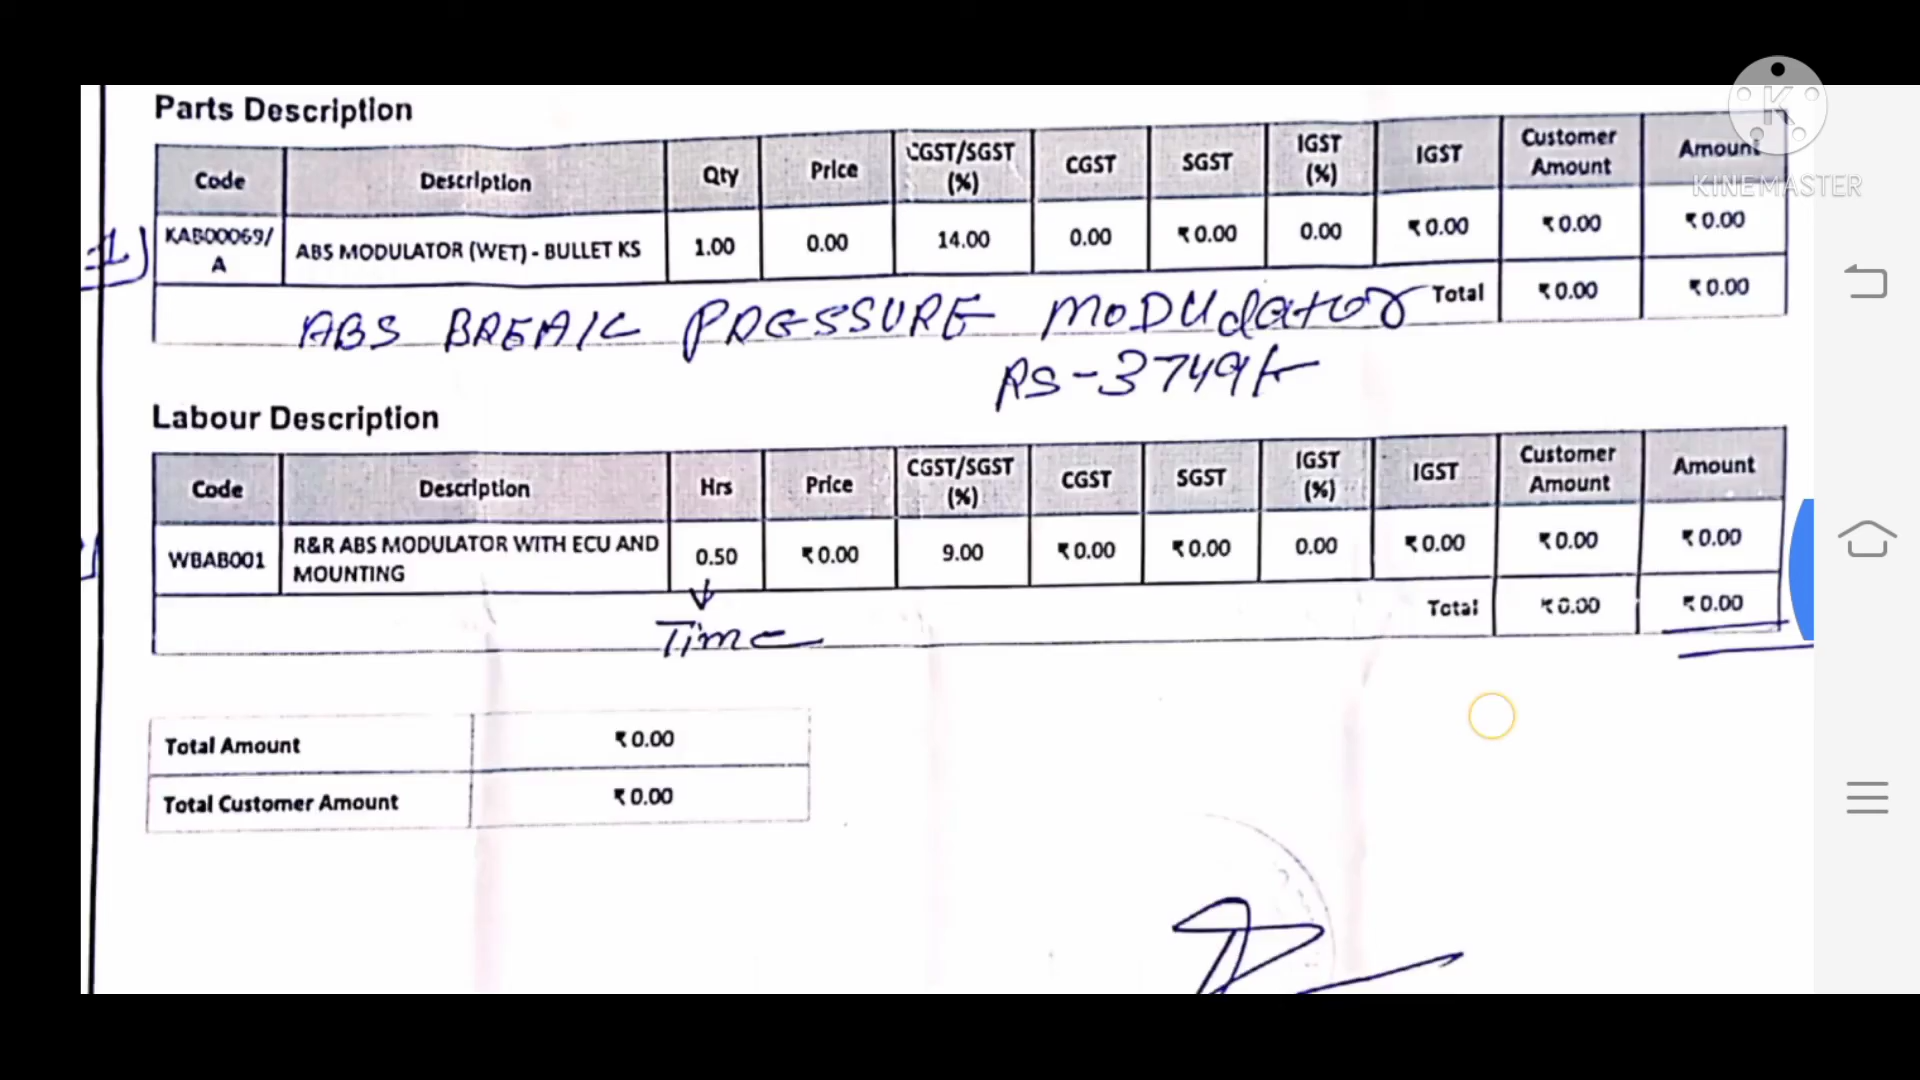 Parts Description
Code Description Qty Price CGST/SGST (%) CGST SGST IGST (%) IGST Customer Amount Amount
KAB00069/A ABS MODULATOR (WET) - BULLET KS 1.00 0.00 14.00 0.00 ₹0.00 0.00 ₹0.00 ₹0.00 ₹0.00
Total ₹0.00 ₹0.00
ABS BREAK PRESSURE MODUdator
RS-3749/-
Labour Description
Code Description Hrs Price CGST/SGST (%) CGST SGST IGST (%) IGST Customer Amount Amount
WBAB001 R&R ABS MODULATOR WITH ECU AND MOUNTING 0.50 ₹0.00 9.00 ₹0.00 ₹0.00 0.00 ₹0.00 ₹0.00 ₹0.00
Total ₹0.00 ₹0.00
Time
Total Amount ₹0.00
Total Customer Amount ₹0.00
K
KINEMASTER